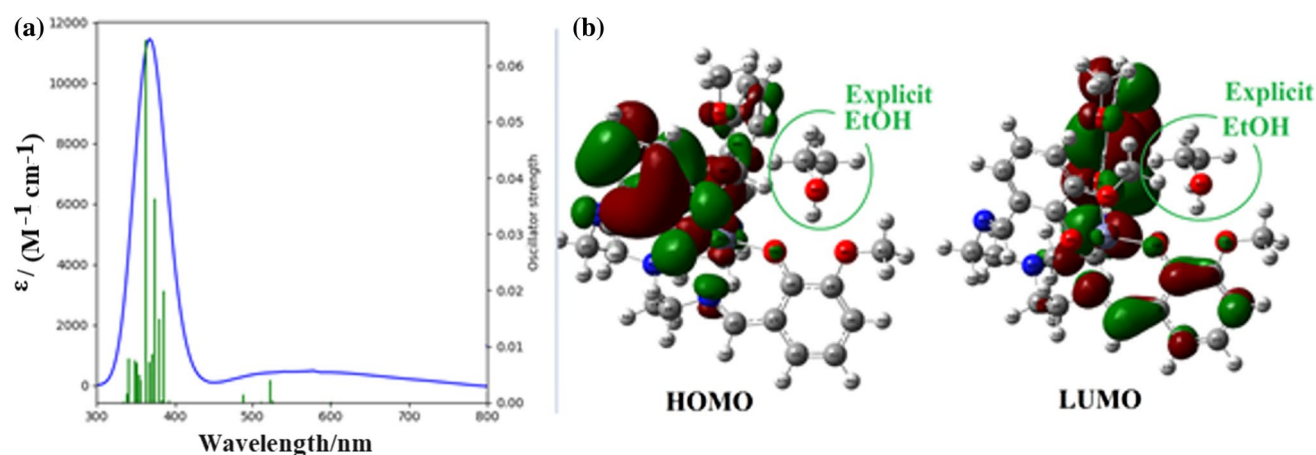 (a)
12000
10000
8000
6000
4000
2000
0
ε/ (M⁻¹ cm⁻¹)
0.06
0.05
0.04
0.03
0.02
0.01
0.00
Oscillator strength
300 400 500 600 700 800
Wavelength/nm
(b)
Explicit
EtOH
HOMO
Explicit
EtOH
LUMO